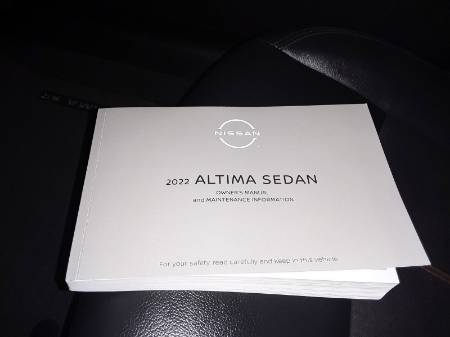 NISSAN
2022 ALTIMA SEDAN
OWNER'S MANUAL
and MAINTENANCE INFORMATION
For your safety, read carefully and keep in this vehicle.